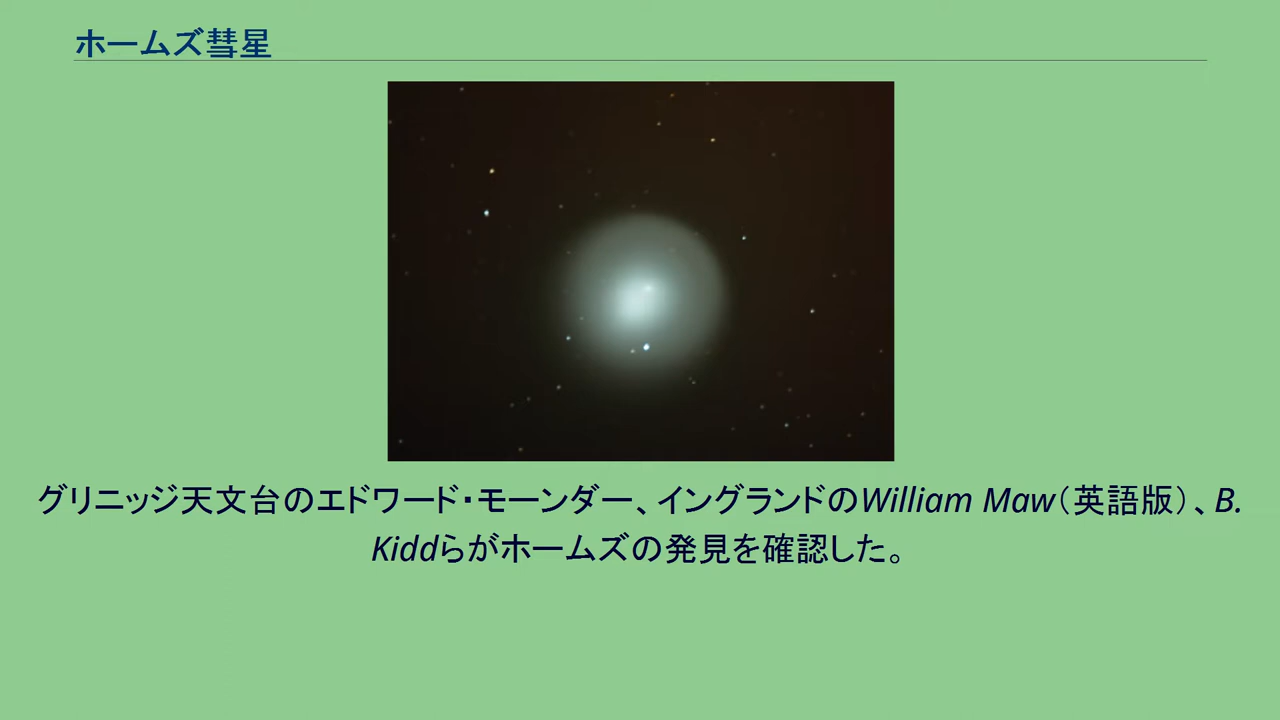 ホームズ彗星
グリニッジ天文台のエドワード・モーンダー、イングランドのWilliam Maw（英語版）、B.
Kiddらがホームズの発見を確認した。